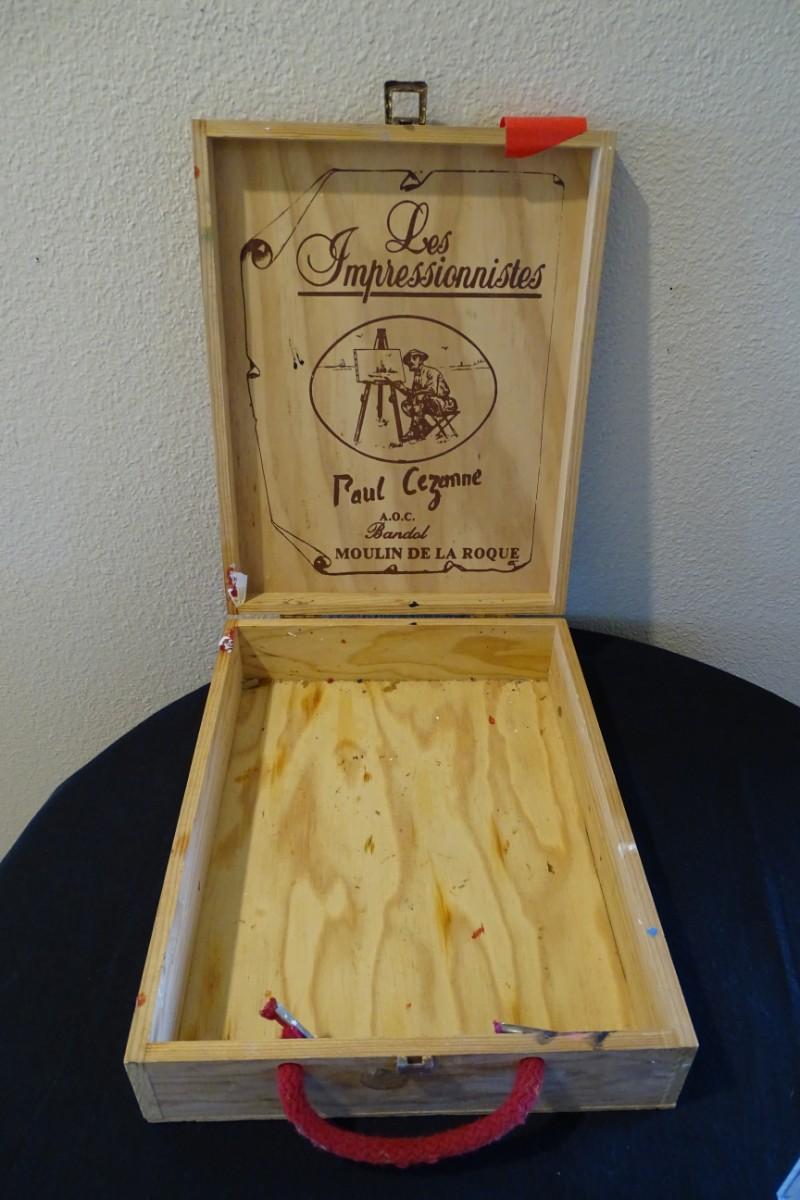 Les
Impressionnistes
Paul Cezanne
A.O.C.
Bandol
MOULIN DE LA ROQUE